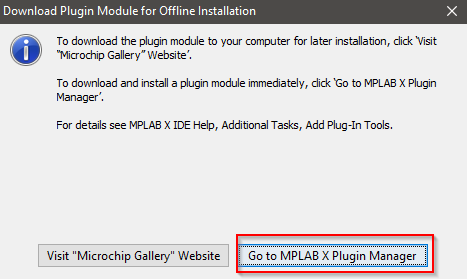 Download Plugin Module for Offline Installation
To download the plugin module to your computer for later installation, click ‘Visit
“Microchip Gallery” Website’.
To download and install a plugin module immediately, click ‘Go to MPLAB X Plugin
Manager’.
For details see MPLAB X IDE Help, Additional Tasks, Add Plug-In Tools.
Visit "Microchip Gallery" Website
Go to MPLAB X Plugin Manager